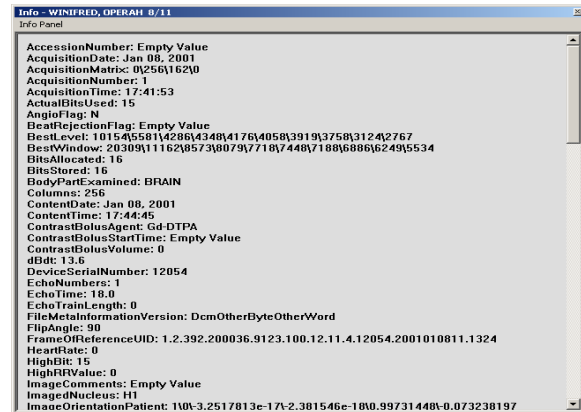 Info - WINIFRED, OPERAH 8/11
Info Panel
AccessionNumber: Empty Value
AcquisitionDate: Jan 08, 2001
AcquisitionMatrix: 0\256\162\0
AcquisitionNumber: 1
AcquisitionTime: 17:41:53
ActualBitsUsed: 15
AngioFlag: N
BeatRejectionFlag: Empty Value
BestLevel: 10154\5581\4286\4348\4176\4058\3919\3758\3124\2767
BestWindow: 20309\11162\8573\8079\7718\7448\7188\6886\6249\5534
BitsAllocated: 16
BitsStored: 16
BodyPartExamined: BRAIN
Columns: 256
ContentDate: Jan 08, 2001
ContentTime: 17:44:45
ContrastBolusAgent: Gd-DTPA
ContrastBolusStartTime: Empty Value
ContrastBolusVolume: 0
dBdt: 13.6
DeviceSerialNumber: 12054
EchoNumbers: 1
EchoTime: 18.0
EchoTrainLength: 0
FileMetaInformationVersion: DcmOtherByteOtherWord
FlipAngle: 90
FrameOfReferenceUID: 1.2.392.200036.9123.100.12.11.4.12054.2001010811.1324
HeartRate: 0
HighBit: 15
HighRRValue: 0
ImageComments: Empty Value
ImagedNucleus: H1
ImageOrientationPatient: 1\0\-3.2517813e-17\-2.381546e-18\0.99731448\-0.073238197